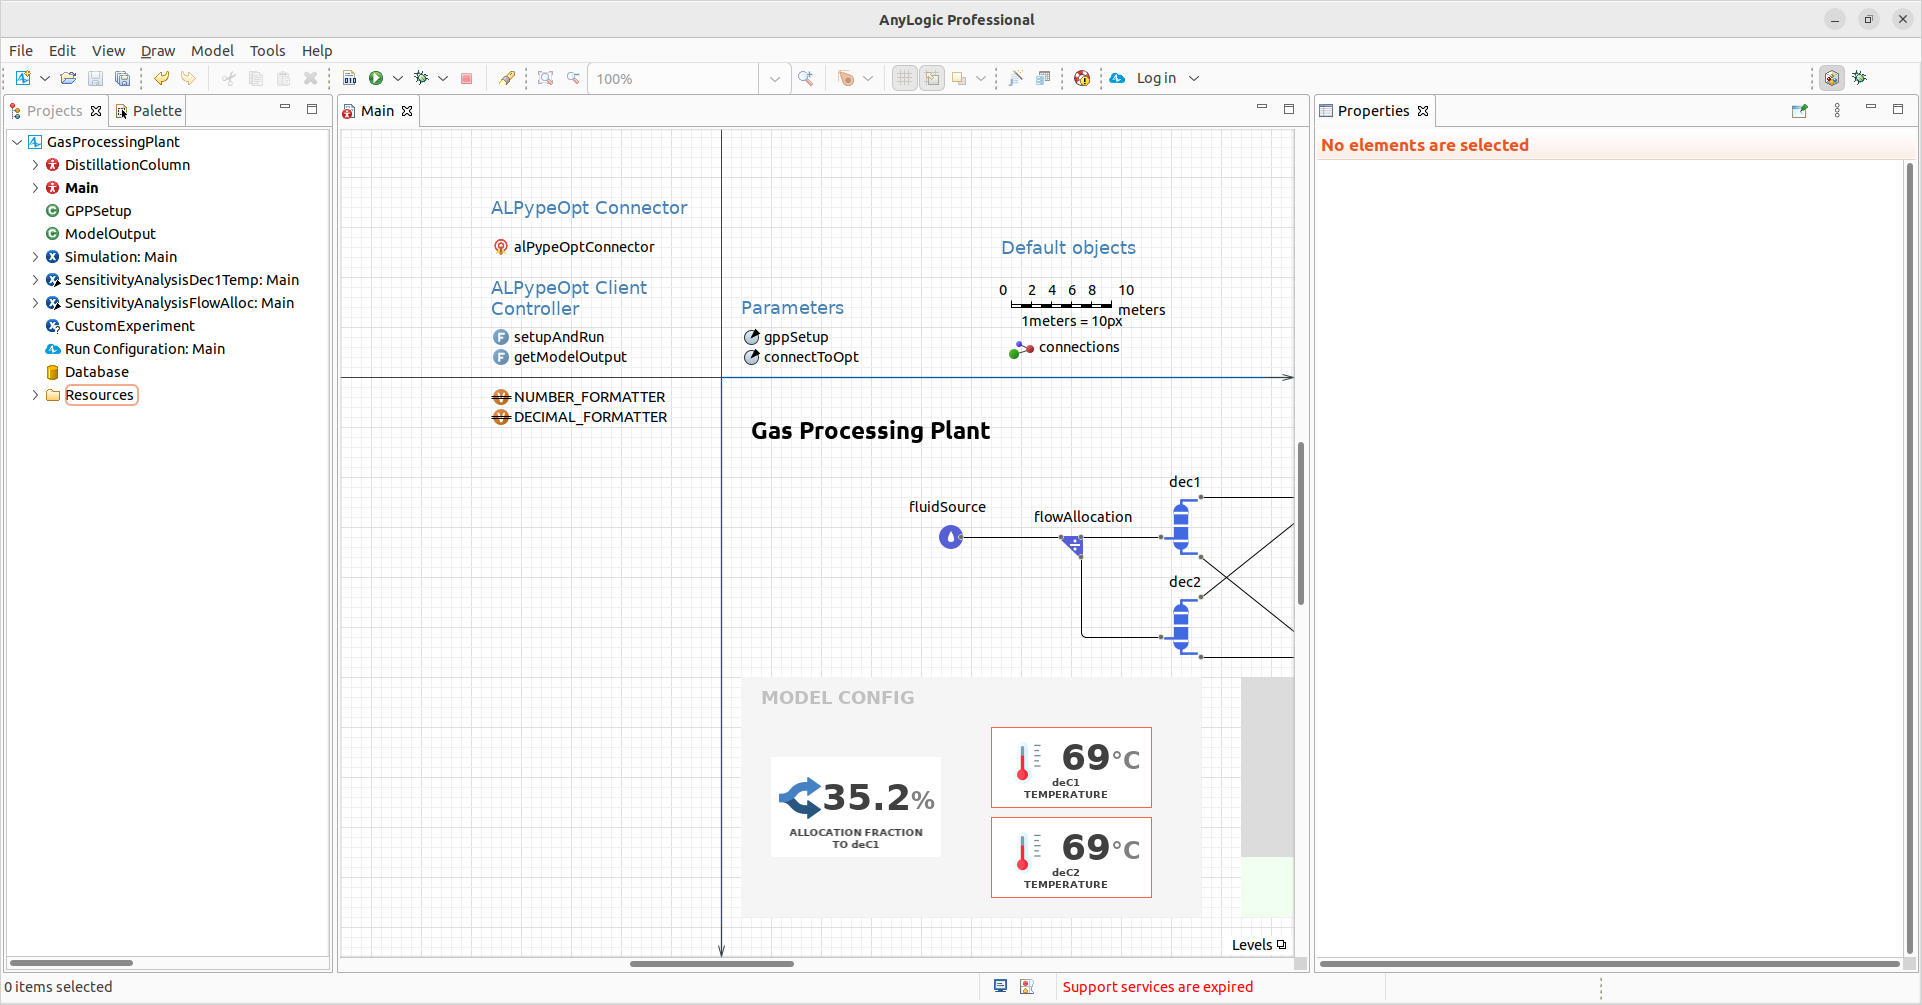 AnyLogic Professional
File Edit View Draw Model Tools Help
100%
Log in
Projects
Palette
Main
Properties
GasProcessingPlant
DistillationColumn
Main
GPPSetup
ModelOutput
Simulation: Main
SensitivityAnalysisDec1Temp: Main
SensitivityAnalysisFlowAlloc: Main
CustomExperiment
Run Configuration: Main
Database
Resources
ALPypeOpt Connector
alPypeOptConnector
ALPypeOpt Client
Controller
setupAndRun
getModelOutput
NUMBER_FORMATTER
DECIMAL_FORMATTER
Parameters
gppSetup
connectToOpt
Default objects
0 2 4 6 8 10
meters
1meters = 10px
connections
Gas Processing Plant
fluidSource
flowAllocation
dec1
dec2
MODEL CONFIG
35.2%
ALLOCATION FRACTION
TO deC1
69°C
deC1
TEMPERATURE
69°C
deC2
TEMPERATURE
Levels
No elements are selected
0 items selected
Support services are expired